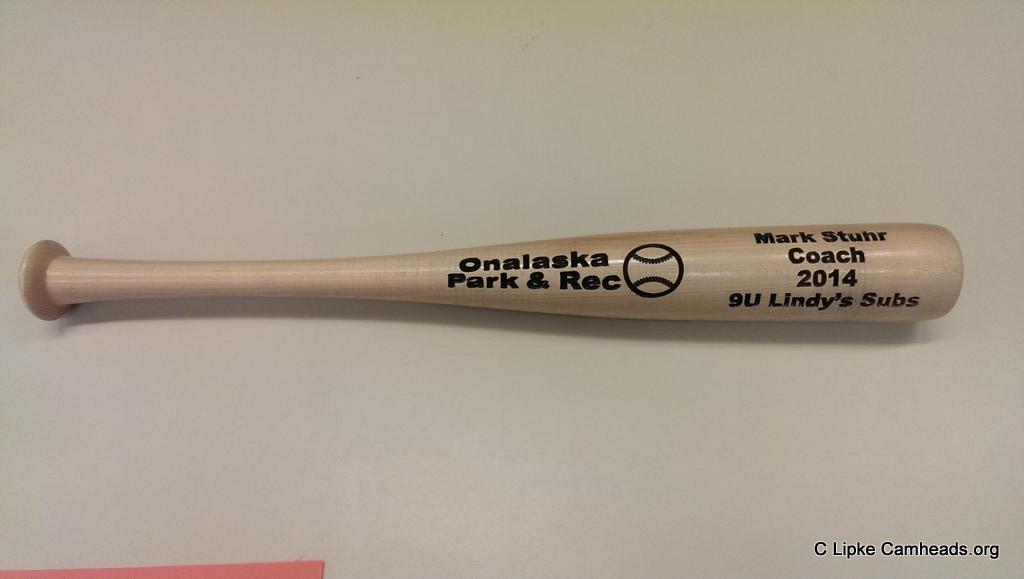 Onalaska
Park & Rec
Mark Stuhr
Coach
2014
9U Lindy's Subs
C Lipke Camheads.org